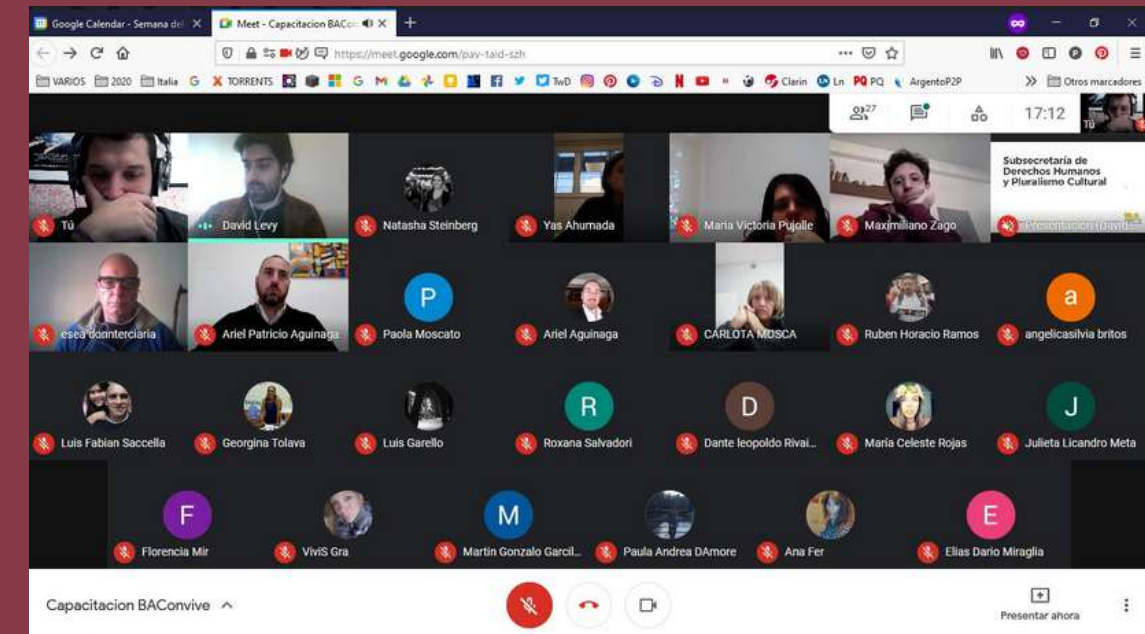 Google Calendar - Semana del
Meet - Capacitacion BACon
https://meet.google.com/pav-taid-szh
VARIOS
2020
Italia
TORRENTS
TwD
Clarin
Ln
PQ PQ
ArgentoP2P
Otros marcadores
27
17:12
Tú
Tú
David Levy
Natasha Steinberg
Yas Ahumada
Maria Victoria Pujolle
Maximiliano Zago
Subsecretaría de
Derechos Humanos
y Pluralismo Cultural
Presentación (David
esea donnterciaria
Ariel Patricio Aguinaga
P
Paola Moscato
Ariel Aguinaga
CARLOTA MOSCA
Ruben Horacio Ramos
a
angelicasilvia britos
Luis Fabian Saccella
Georgina Tolava
Luis Garello
R
Roxana Salvadori
D
Dante leopoldo Rivai...
María Celeste Rojas
J
Julieta Licandro Meta
F
Florencia Mir
ViviS Gra
M
Martin Gonzalo Garcil...
Paula Andrea DAmore
Ana Fer
E
Elias Dario Miraglia
Capacitacion BAConvive
Presentar ahora